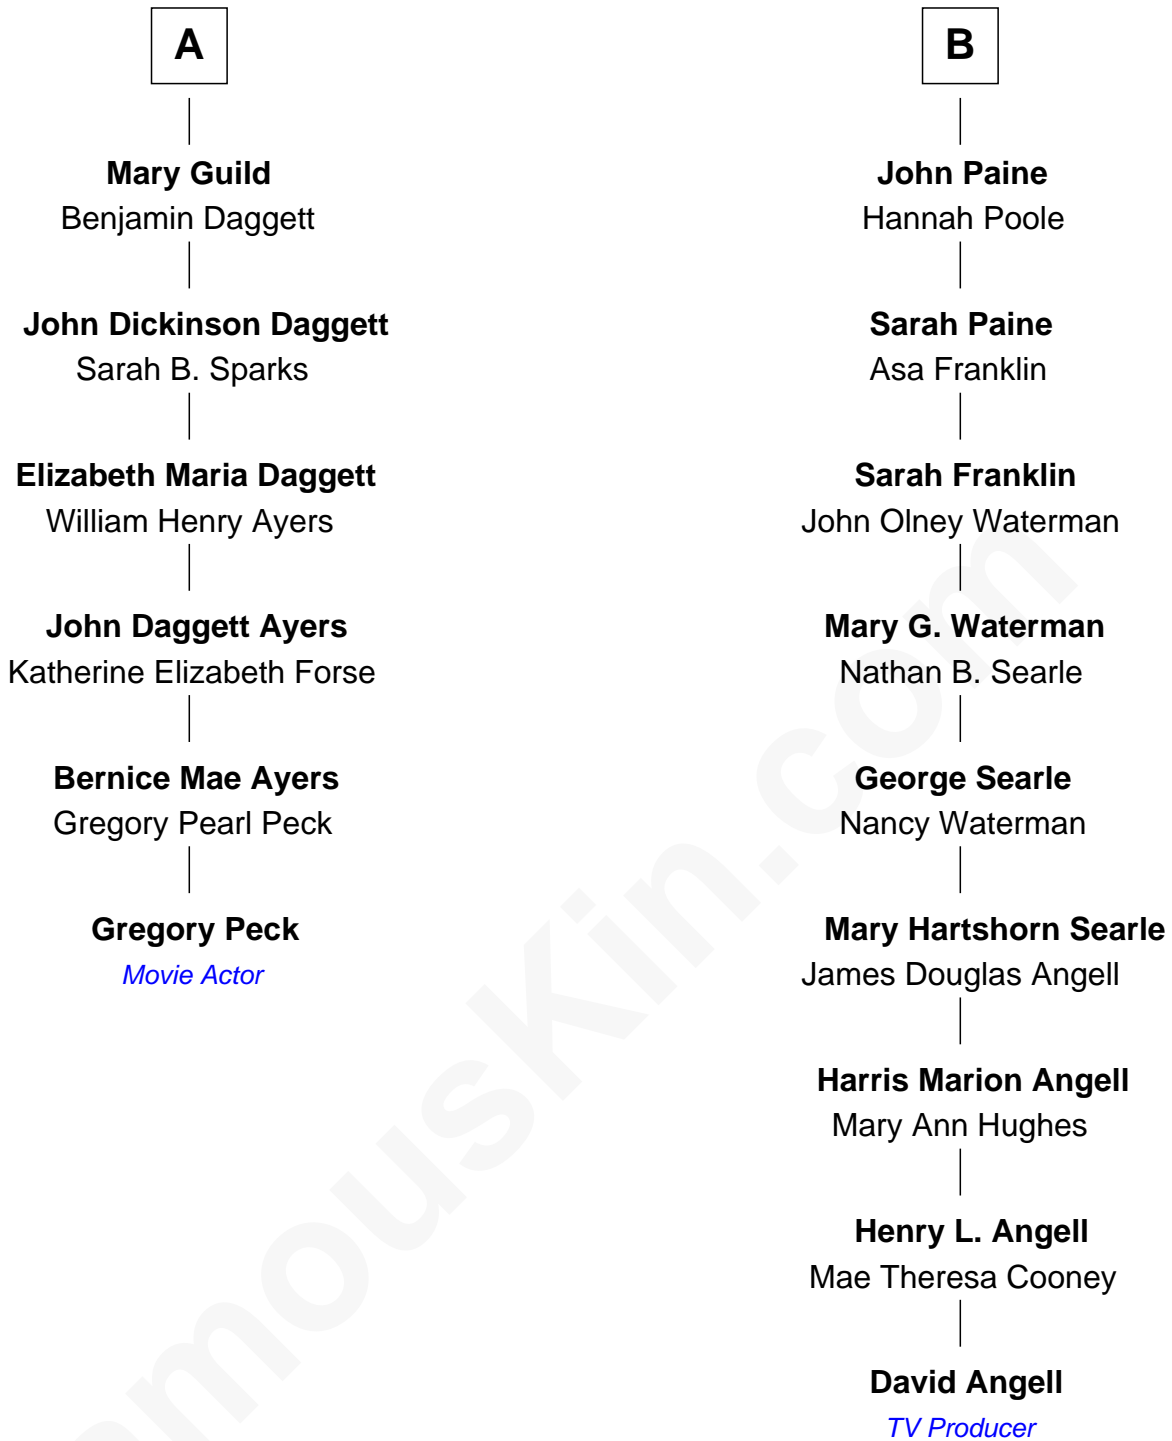 A
Mary Guild
Benjamin Daggett
John Dickinson Daggett
Sarah B. Sparks
Elizabeth Maria Daggett
William Henry Ayers
John Daggett Ayers
Katherine Elizabeth Forse
Bernice Mae Ayers
Gregory Pearl Peck
Gregory Peck
Movie Actor
B
John Paine
Hannah Poole
Sarah Paine
Asa Franklin
Sarah Franklin
John Olney Waterman
Mary G. Waterman
Nathan B. Searle
George Searle
Nancy Waterman
Mary Hartshorn Searle
James Douglas Angell
Harris Marion Angell
Mary Ann Hughes
Henry L. Angell
Mae Theresa Cooney
David Angell
TV Producer
amousKin.com